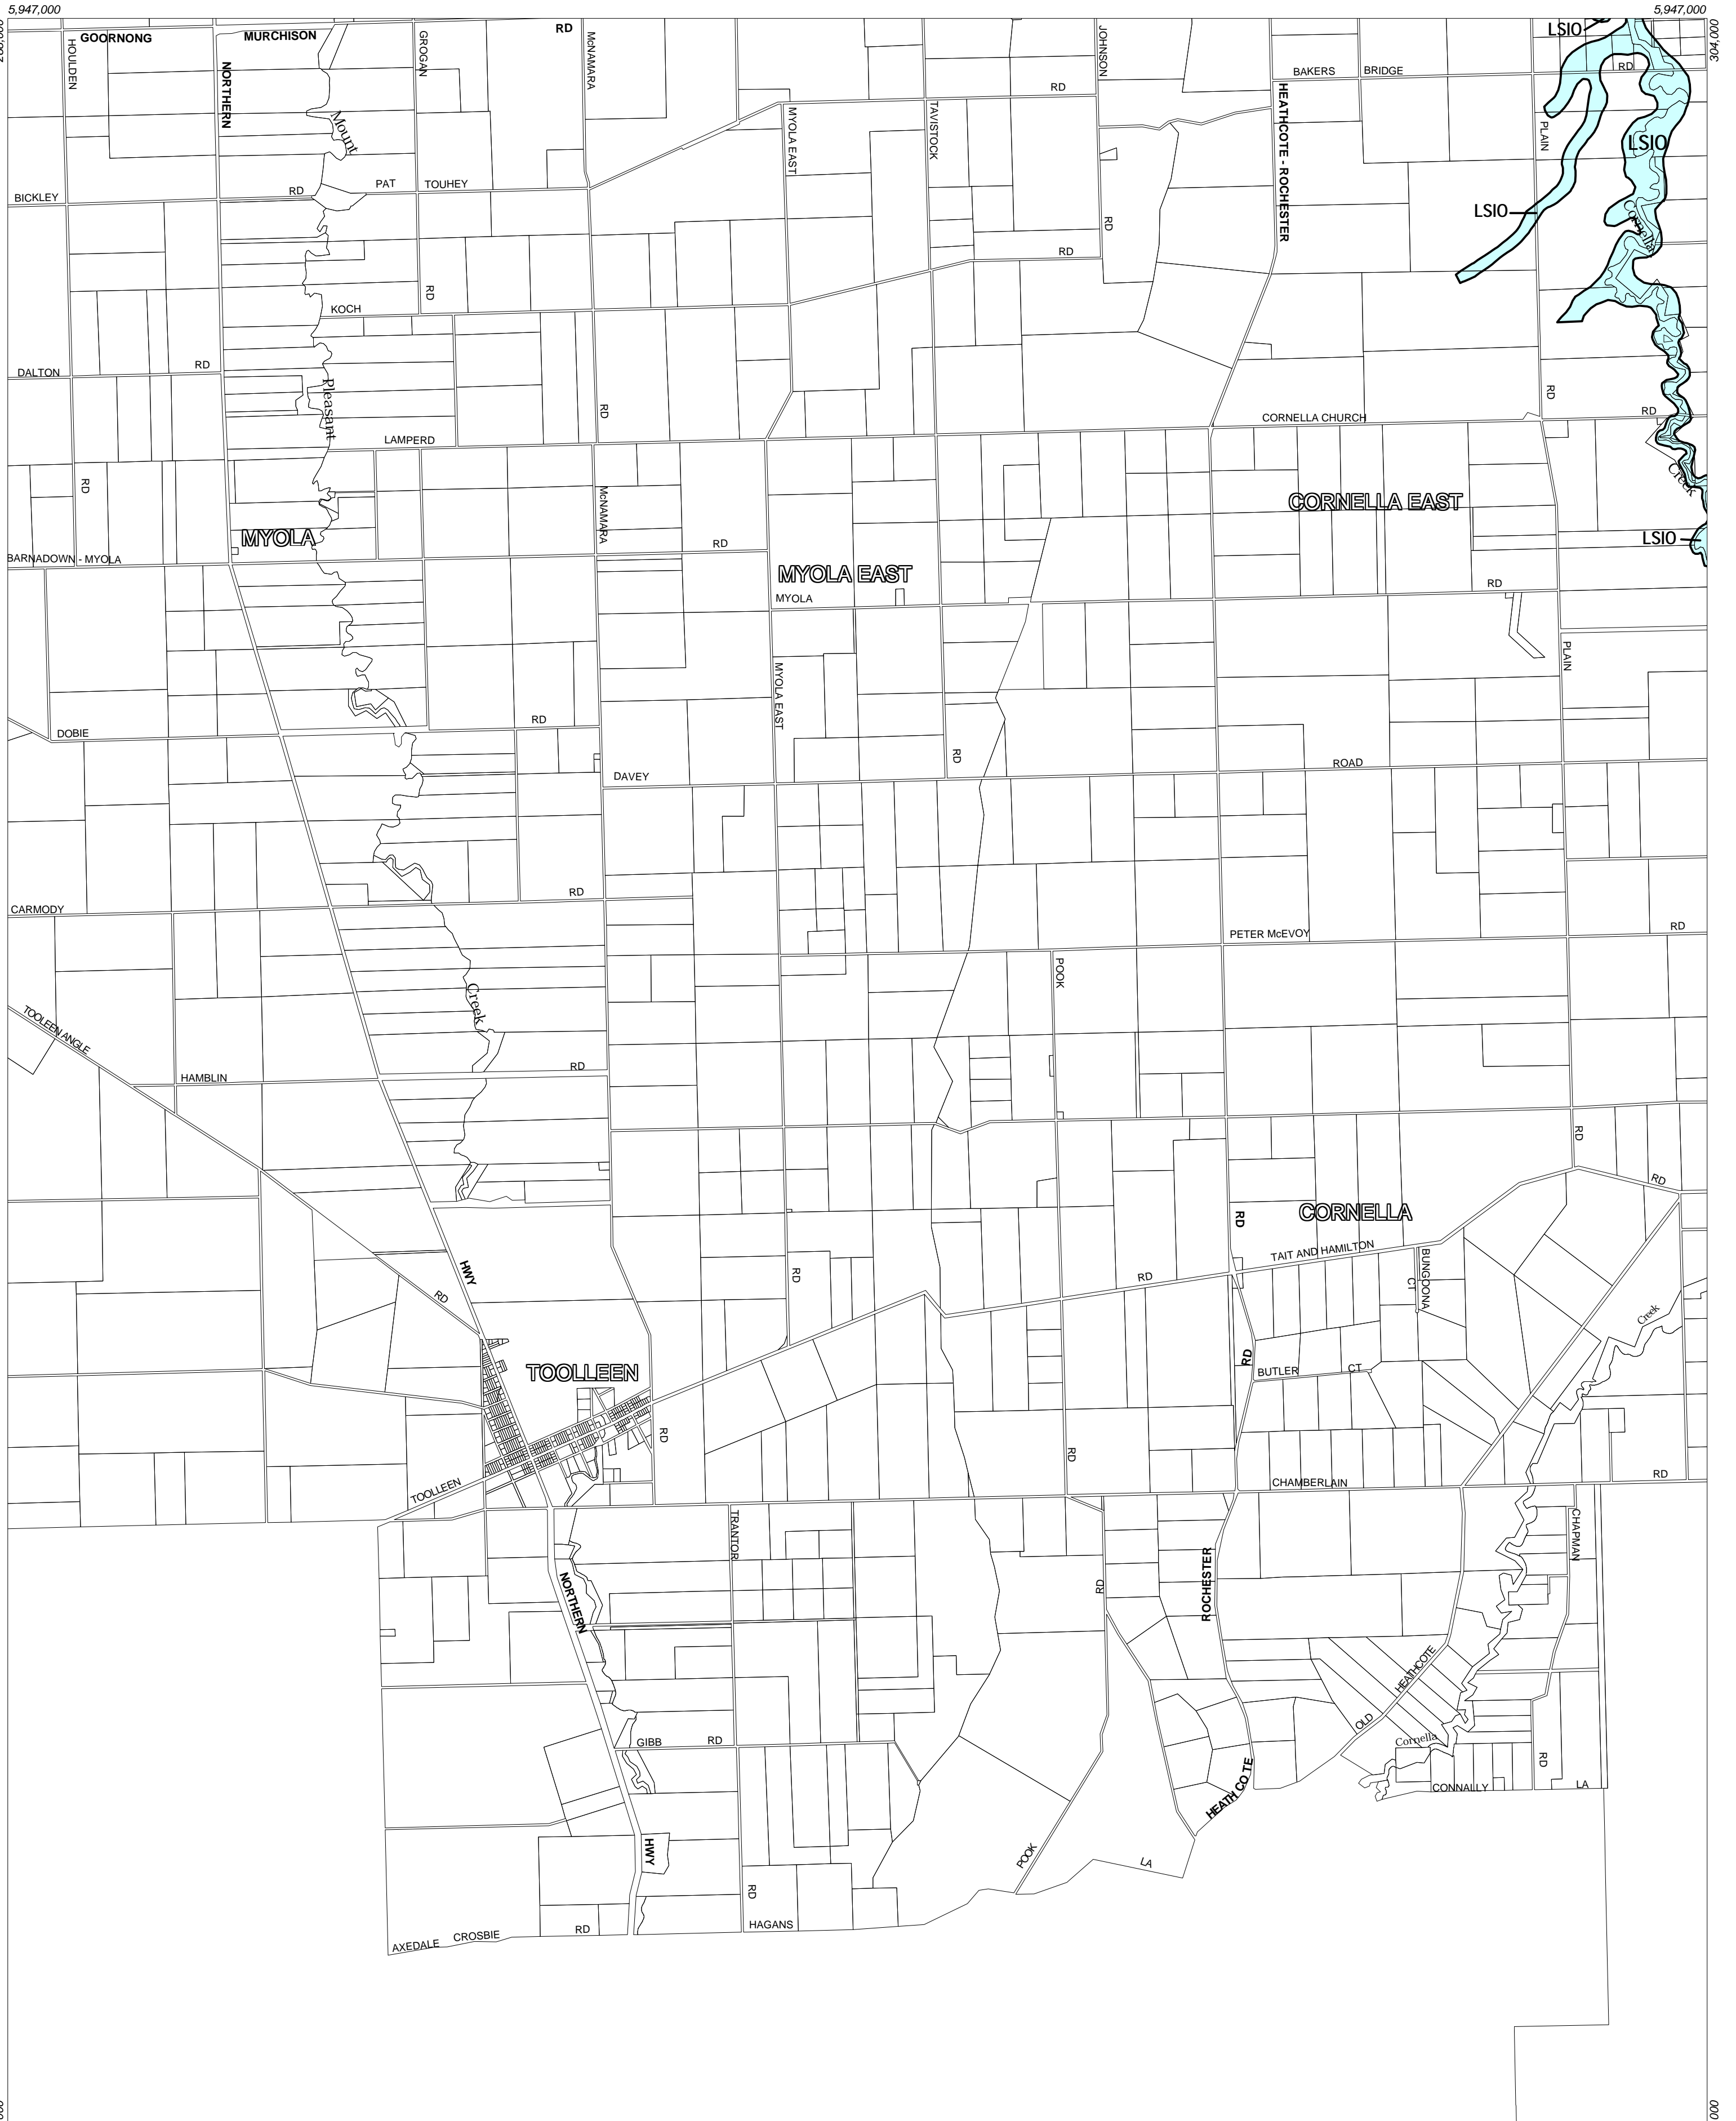 5,947,000
5,947,000
304,000
GOORNONG
MURCHISON
RD
HOULDEN
NORTHERN
GROGAN
McNAMARA
JOHNSON
BAKERS
BRIDGE
RD
LSIO
RD
HEATHCOTE - ROCHESTER
Mount
MYOLA EAST
TAVISTOCK
PLAIN
LSIO
BICKLEY
RD
PAT
TOUHEY
LSIO
Cornella
RD
RD
RD
KOCH
DALTON
RD
Pleasant
RD
RD
CORNELLA CHURCH
RD
LAMPERD
RD
McNAMARA
CORNELLA EAST
Creek
MYOLA
RD
LSIO
BARNADOWN - MYOLA
MYOLA EAST
MYOLA
RD
MYOLA EAST
PLAIN
DOBIE
RD
RD
DAVEY
ROAD
CARMODY
RD
PETER McEVOY
RD
POOK
Creek
TOOLEEN ANGLE
HAMBLIN
RD
RD
RD
CORNELLA
RD
TAIT AND HAMILTON
BUNGOONA
CT
HWY
RD
RD
RD
Creek
TOOLLEEN
RD
BUTLER
CT
RD
RD
TOOLLEEN
CHAMBERLAIN
RD
TRANTOR
CHAPMAN
NORTHERN
RD
ROCHESTER
HEATHCOTE
OLD
GIBB
RD
Cornella
RD
HEATHCOTE
CONNALLY
LA
HWY
POOK
LA
RD
HAGANS
AXEDALE
CROSBIE
RD